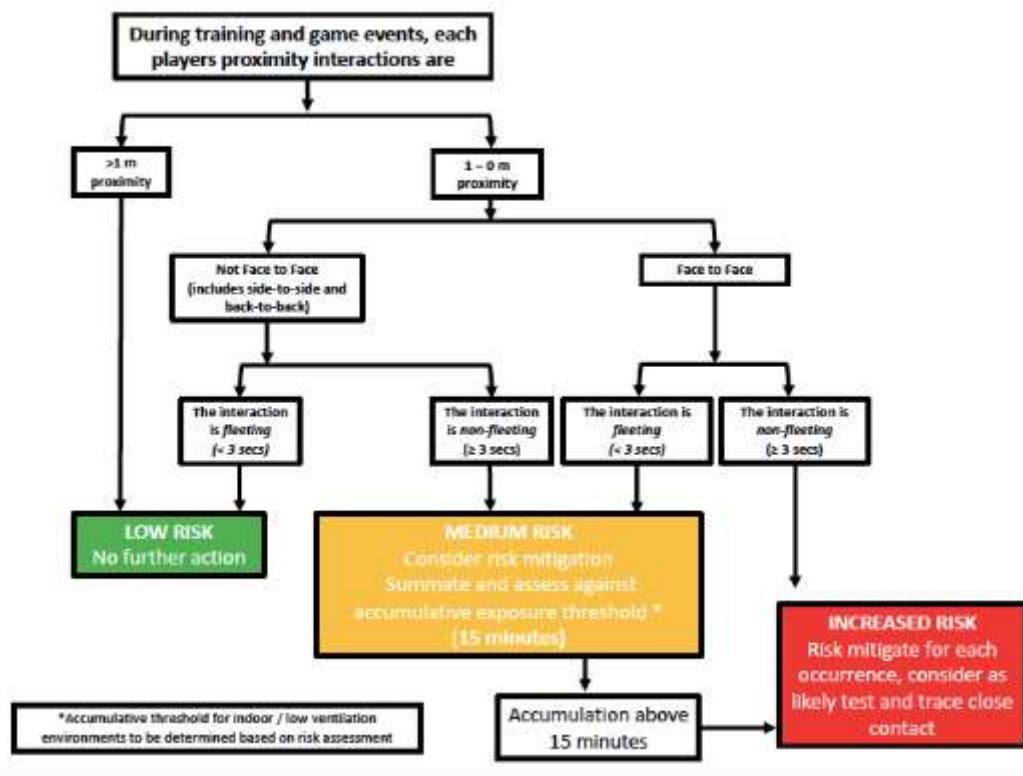 During training and game events, each
players proximity interactions are
>1 m
proximity
1 – 0 m
proximity
Not Face to Face
(includes side-to-side and
back-to-back)
Face to Face
The interaction
is fleeting
(< 3 secs)
The interaction
is non-fleeting
(≥ 3 secs)
The interaction is
fleeting
(< 3 secs)
The interaction is
non-fleeting
(≥ 3 secs)
LOW RISK
No further action
MEDIUM RISK
Consider risk mitigation
Summate and assess against
accumulative exposure threshold *
(15 minutes)
INCREASED RISK
Risk mitigate for each
occurrence, consider as
likely test and trace close
contact
Accumulation above
15 minutes
*Accumulative threshold for indoor / low ventilation
environments to be determined based on risk assessment